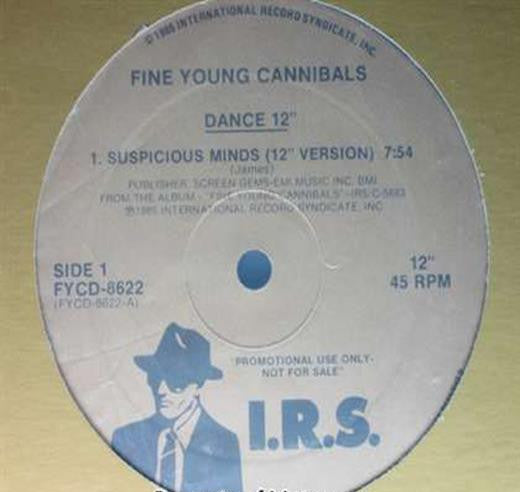 ©1985 INTERNATIONAL RECORD SYNDICATE, INC.
FINE YOUNG CANNIBALS
DANCE 12"
1. SUSPICIOUS MINDS (12" VERSION) 7:54
(James)
PUBLISHER: SCREEN GEMS-EMI MUSIC INC. BMI
FROM THE ALBUM - "FINE YOUNG CANNIBALS" -IRS-C-5683
℗1985 INTERNATIONAL RECORD SYNDICATE, INC.
SIDE 1
FYCD-8622
(FYCD-8622-A)
12"
45 RPM
"PROMOTIONAL USE ONLY-
NOT FOR SALE"
I.R.S.